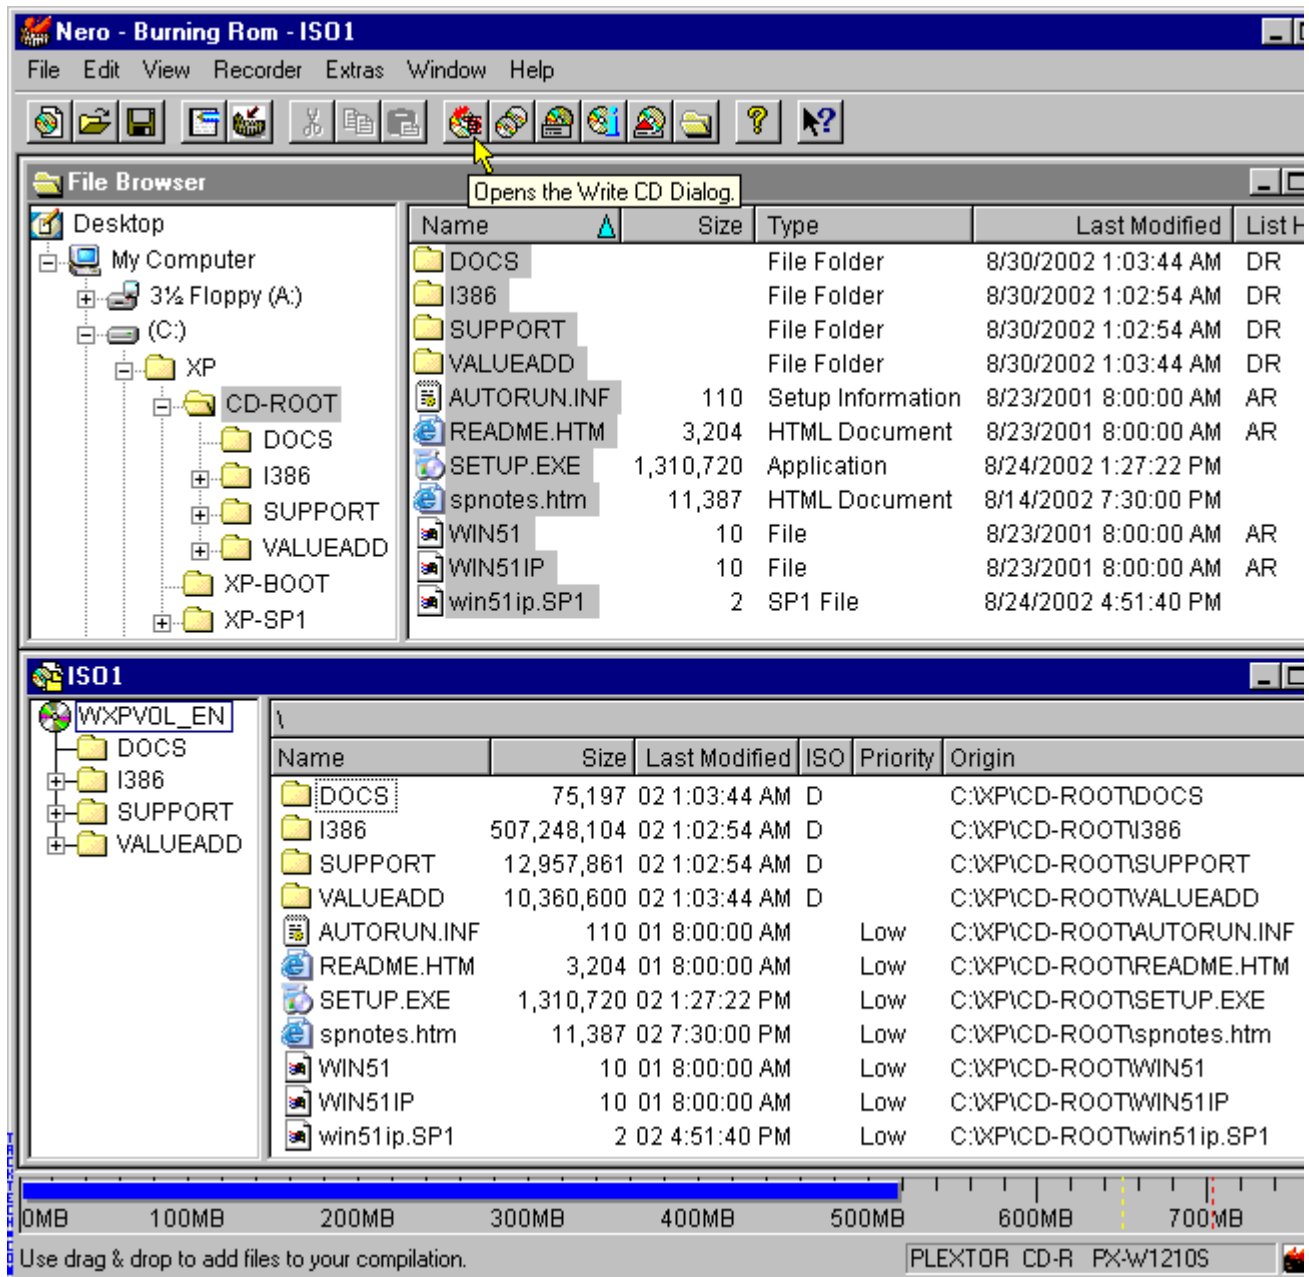 Nero - Burning Rom - ISO1
File Edit View Recorder Extras Window Help
File Browser
Opens the Write CD Dialog.
Desktop
My Computer
3½ Floppy (A:)
(C:)
XP
CD-ROOT
DOCS
I386
SUPPORT
VALUEADD
XP-BOOT
XP-SP1
Name Size Type Last Modified List H
DOCS File Folder 8/30/2002 1:03:44 AM DR
I386 File Folder 8/30/2002 1:02:54 AM DR
SUPPORT File Folder 8/30/2002 1:02:54 AM DR
VALUEADD File Folder 8/30/2002 1:03:44 AM DR
AUTORUN.INF 110 Setup Information 8/23/2001 8:00:00 AM AR
README.HTM 3,204 HTML Document 8/23/2001 8:00:00 AM AR
SETUP.EXE 1,310,720 Application 8/24/2002 1:27:22 PM
spnotes.htm 11,387 HTML Document 8/14/2002 7:30:00 PM
WIN51 10 File 8/23/2001 8:00:00 AM AR
WIN51IP 10 File 8/23/2001 8:00:00 AM AR
win51ip.SP1 2 SP1 File 8/24/2002 4:51:40 PM
ISO1
WXPVOL_EN
DOCS
I386
SUPPORT
VALUEADD
\
Name Size Last Modified ISO Priority Origin
DOCS 75,197 02 1:03:44 AM D C:\XP\CD-ROOT\DOCS
I386 507,248,104 02 1:02:54 AM D C:\XP\CD-ROOT\I386
SUPPORT 12,957,861 02 1:02:54 AM D C:\XP\CD-ROOT\SUPPORT
VALUEADD 10,360,600 02 1:03:44 AM D C:\XP\CD-ROOT\VALUEADD
AUTORUN.INF 110 01 8:00:00 AM Low C:\XP\CD-ROOT\AUTORUN.INF
README.HTM 3,204 01 8:00:00 AM Low C:\XP\CD-ROOT\README.HTM
SETUP.EXE 1,310,720 02 1:27:22 PM Low C:\XP\CD-ROOT\SETUP.EXE
spnotes.htm 11,387 02 7:30:00 PM Low C:\XP\CD-ROOT\spnotes.htm
WIN51 10 01 8:00:00 AM Low C:\XP\CD-ROOT\WIN51
WIN51IP 10 01 8:00:00 AM Low C:\XP\CD-ROOT\WIN51IP
win51ip.SP1 2 02 4:51:40 PM Low C:\XP\CD-ROOT\win51ip.SP1
0MB 100MB 200MB 300MB 400MB 500MB 600MB 700MB
Use drag & drop to add files to your compilation. PLEXTOR CD-R PX-W1210S